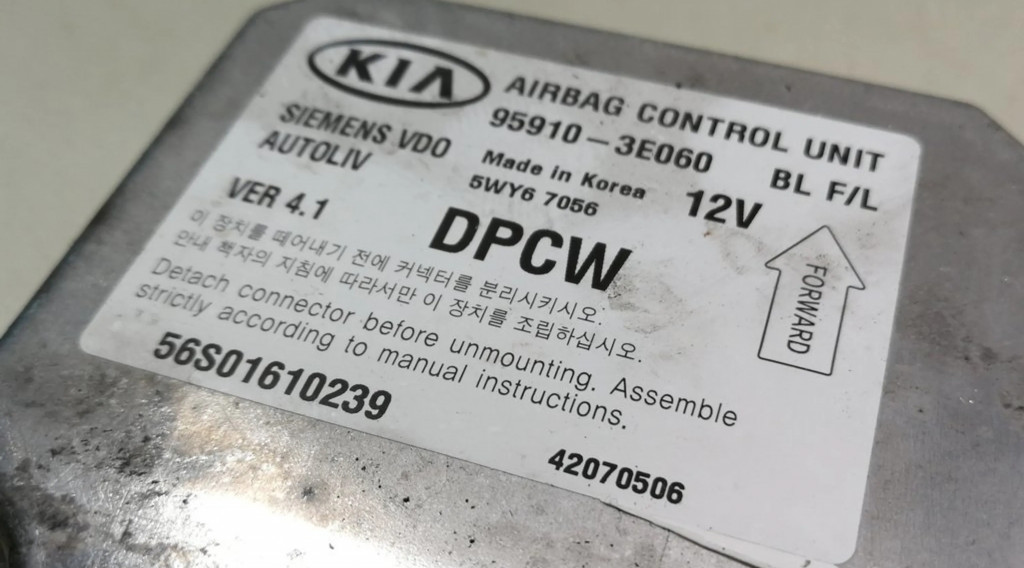 KIA
AIRBAG CONTROL UNIT
95910-3E060 BL F/L
SIEMENS VDO
AUTOLIV
Made in Korea
5WY6 7056
12V
VER 4.1
DPCW
FORWARD
이 장치를 떼어내기 전에 커넥터를 분리시키시오.
안내 책자의 지침에 따라서만 이 장치를 조립하십시오.
Detach connector before unmounting. Assemble
strictly according to manual instructions.
56S01610239
42070506